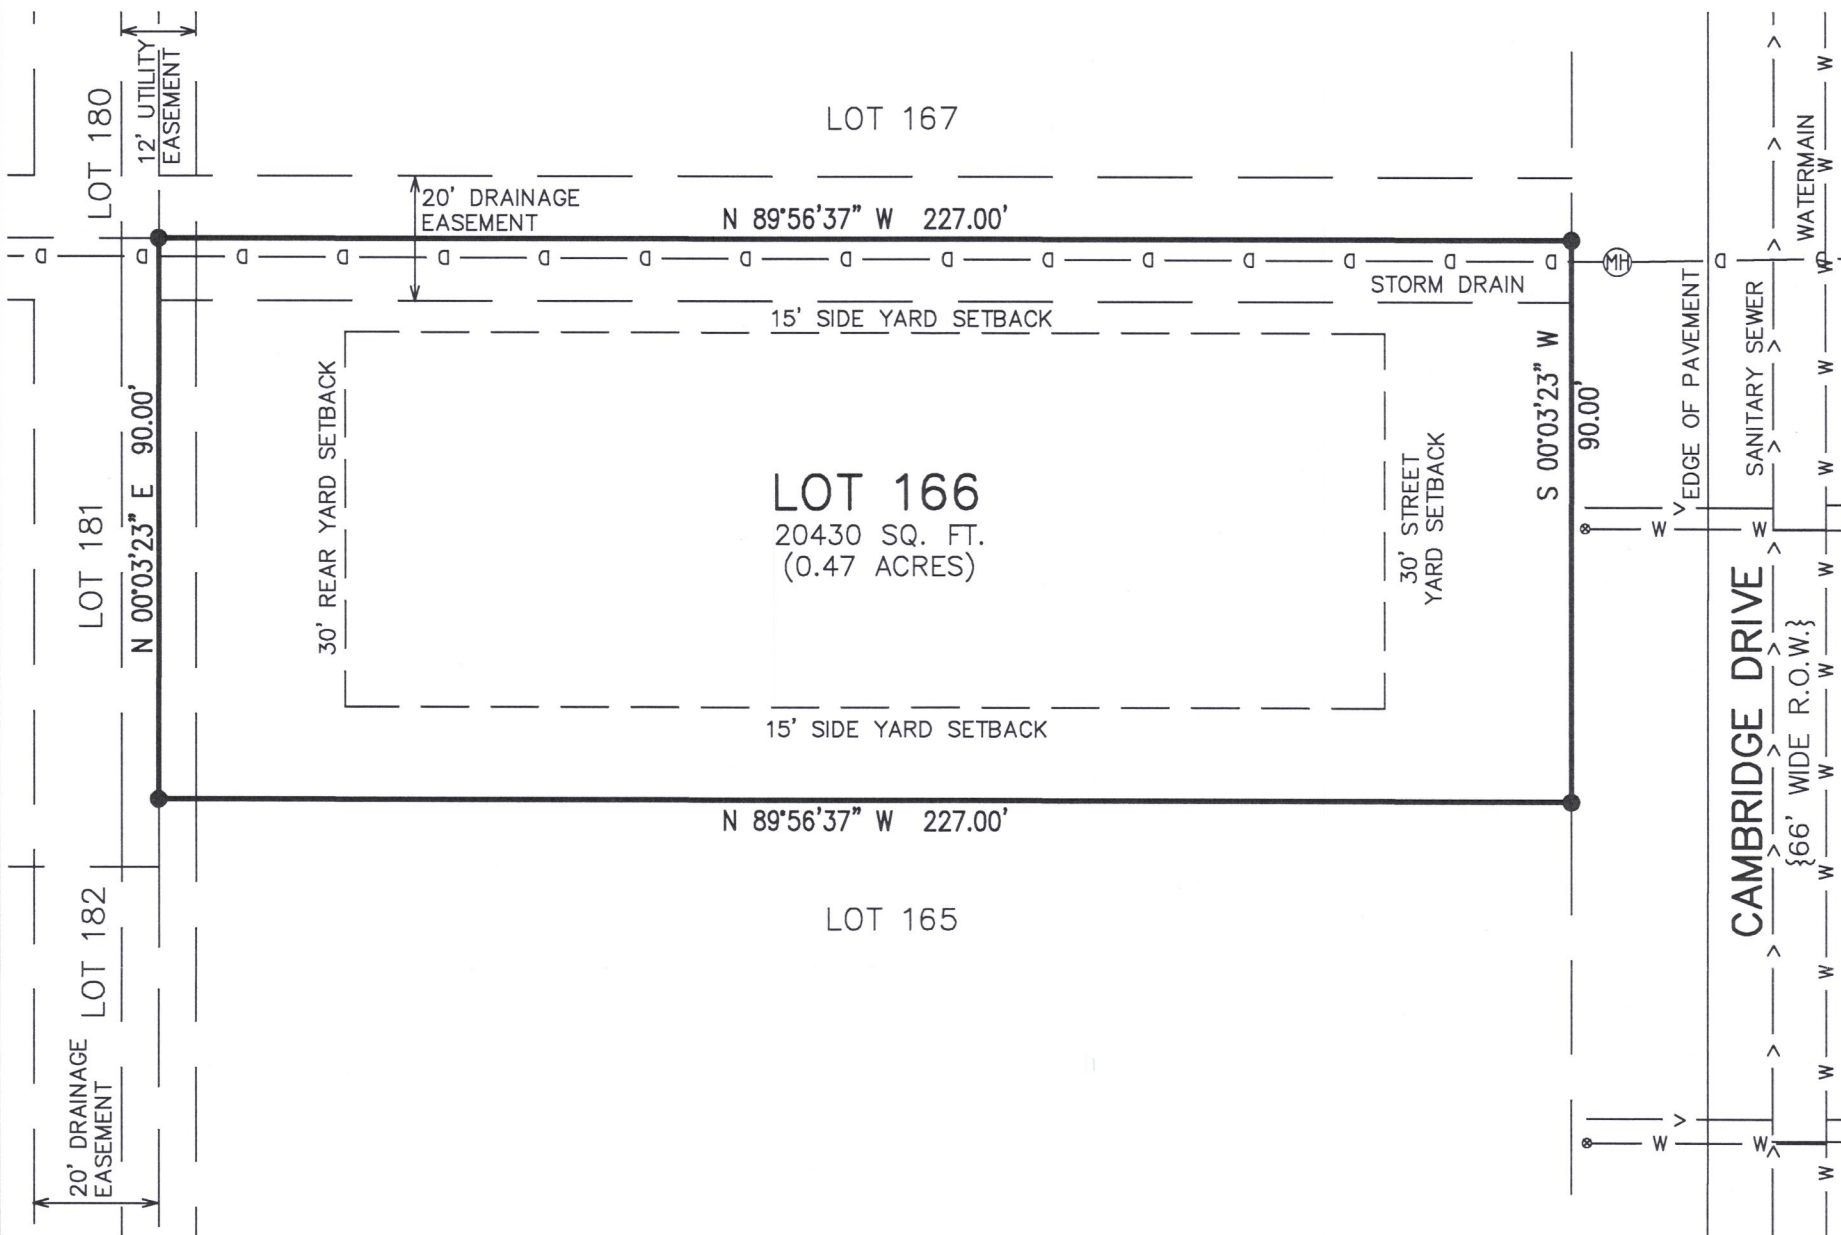 12' UTILITY
EASEMENT
LOT 180
LOT 167
20' DRAINAGE
EASEMENT
N 89°56'37" W 227.00'
WATERMAIN
D D D D D D D D D D D D D D D D MH D D
STORM DRAIN
15' SIDE YARD SETBACK
EDGE OF PAVEMENT
SANITARY SEWER
N 00°03'23" E 90.00'
30' REAR YARD SETBACK
LOT 181
LOT 166
20430 SQ. FT.
(0.47 ACRES)
30' STREET
YARD SETBACK
S 00°03'23" W
90.00'
W W
15' SIDE YARD SETBACK
N 89°56'37" W 227.00'
CAMBRIDGE DRIVE
{66' WIDE R.O.W.}
LOT 182
LOT 165
20' DRAINAGE
EASEMENT
W W
W W W W W W W W W W W W